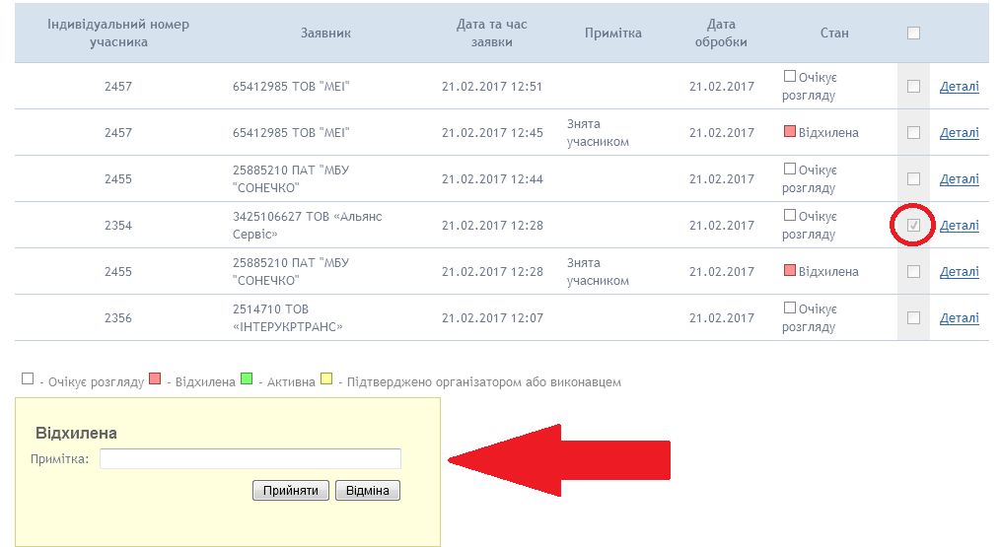 Індивідуальний номер учасника Заявник Дата та час заявки Примітка Дата обробки Стан
2457 65412985 ТОВ "МЕІ" 21.02.2017 12:51 21.02.2017 Очікує розгляду Деталі
2457 65412985 ТОВ "МЕІ" 21.02.2017 12:45 Знята учасником 21.02.2017 Відхилена Деталі
2455 25885210 ПАТ "МБУ "СОНЕЧКО" 21.02.2017 12:44 21.02.2017 Очікує розгляду Деталі
2354 3425106627 ТОВ «Альянс Сервіс» 21.02.2017 12:28 21.02.2017 Очікує розгляду Деталі
2455 25885210 ПАТ "МБУ "СОНЕЧКО" 21.02.2017 12:28 Знята учасником 21.02.2017 Відхилена Деталі
2356 2514710 ТОВ «ІНТЕРУКРТРАНС» 21.02.2017 12:07 21.02.2017 Очікує розгляду Деталі
- Очікує розгляду - Відхилена - Активна - Підтверджено організатором або виконавцем
Відхилена
Примітка:
Прийняти Відміна